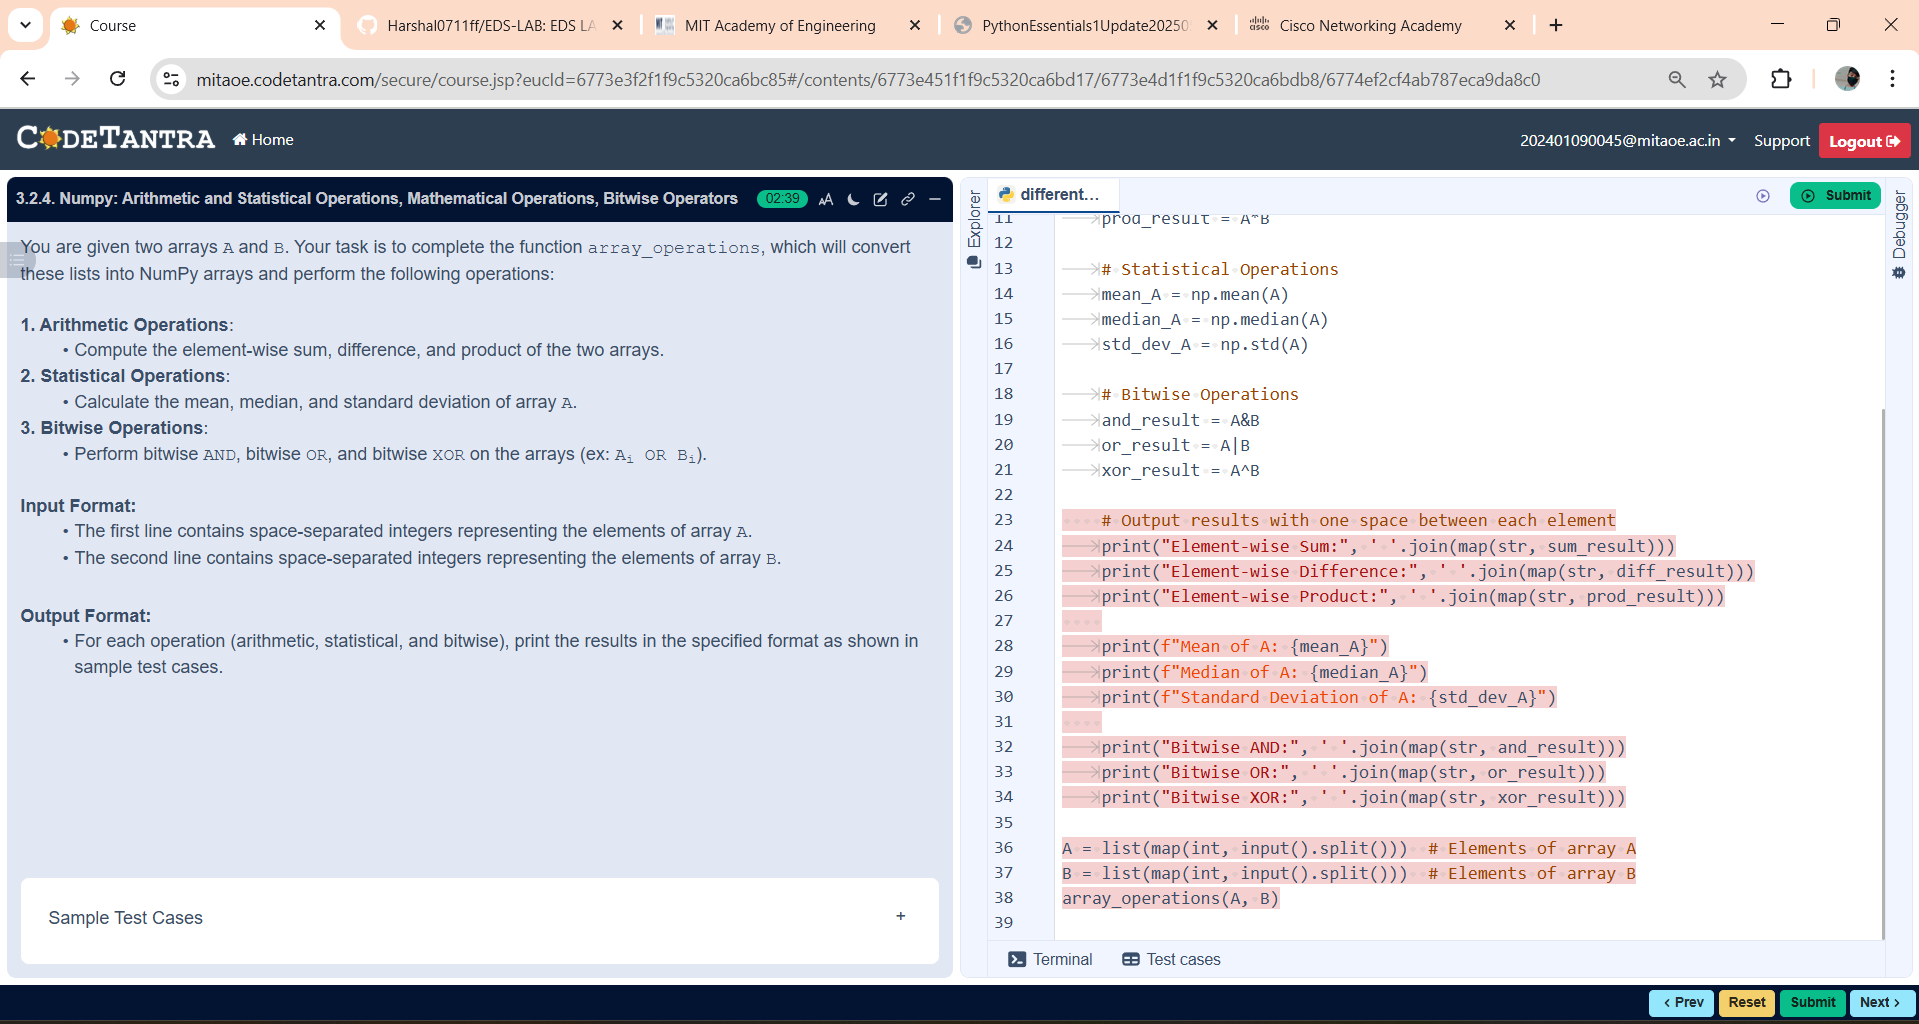 Course
Harshal0711ff/EDS-LAB: EDS LA
MIT Academy of Engineering
PythonEssentials1Update202505
Cisco Networking Academy
mitaoe.codetantra.com/secure/course.jsp?eucId=6773e3f2f1f9c5320ca6bc85#/contents/6773e451f1f9c5320ca6bd17/6773e4d1f1f9c5320ca6bdb8/6774ef2cf4ab787eca9da8c0
CODETANTRA
Home
202401090045@mitaoe.ac.in
Support
Logout
3.2.4. Numpy: Arithmetic and Statistical Operations, Mathematical Operations, Bitwise Operators
02:39
You are given two arrays A and B. Your task is to complete the function array_operations, which will convert
these lists into NumPy arrays and perform the following operations:
1. Arithmetic Operations:
• Compute the element-wise sum, difference, and product of the two arrays.
2. Statistical Operations:
• Calculate the mean, median, and standard deviation of array A.
3. Bitwise Operations:
• Perform bitwise AND, bitwise OR, and bitwise XOR on the arrays (ex: Ai OR Bi).
Input Format:
• The first line contains space-separated integers representing the elements of array A.
• The second line contains space-separated integers representing the elements of array B.
Output Format:
• For each operation (arithmetic, statistical, and bitwise), print the results in the specified format as shown in
sample test cases.
Sample Test Cases
+
Explorer
different...
Submit
Debugger
11 prod_result = A*B
12
13 # Statistical Operations
14 mean_A = np.mean(A)
15 median_A = np.median(A)
16 std_dev_A = np.std(A)
17
18 # Bitwise Operations
19 and_result = A&B
20 or_result = A|B
21 xor_result = A^B
22
23 # Output results with one space between each element
24 print("Element-wise Sum:", ' '.join(map(str, sum_result)))
25 print("Element-wise Difference:", ' '.join(map(str, diff_result)))
26 print("Element-wise Product:", ' '.join(map(str, prod_result)))
27
28 print(f"Mean of A: {mean_A}")
29 print(f"Median of A: {median_A}")
30 print(f"Standard Deviation of A: {std_dev_A}")
31
32 print("Bitwise AND:", ' '.join(map(str, and_result)))
33 print("Bitwise OR:", ' '.join(map(str, or_result)))
34 print("Bitwise XOR:", ' '.join(map(str, xor_result)))
35
36 A = list(map(int, input().split())) # Elements of array A
37 B = list(map(int, input().split())) # Elements of array B
38 array_operations(A, B)
39
Terminal
Test cases
< Prev
Reset
Submit
Next >